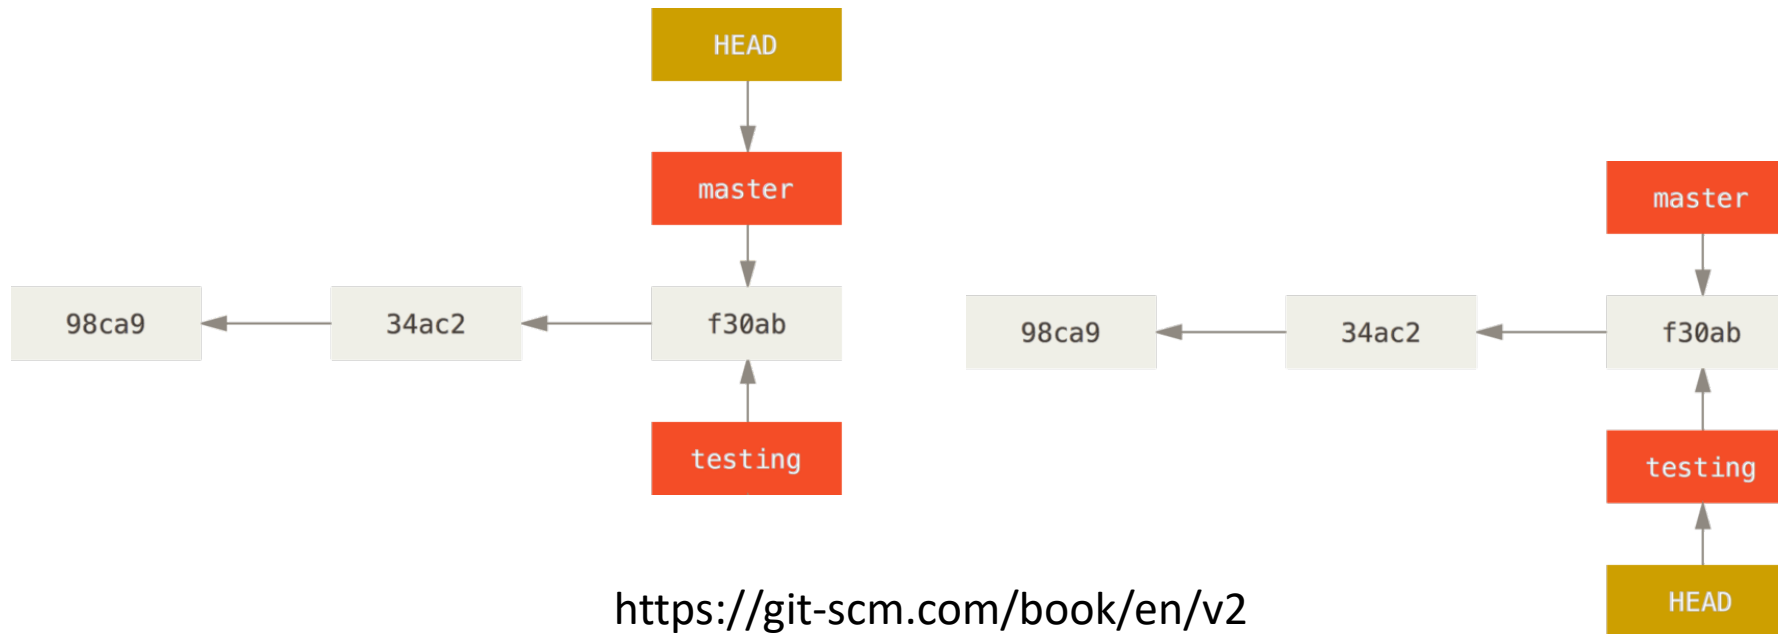 HEAD
master
98ca9
34ac2
f30ab
testing
master
98ca9
34ac2
f30ab
testing
HEAD
https://git-scm.com/book/en/v2